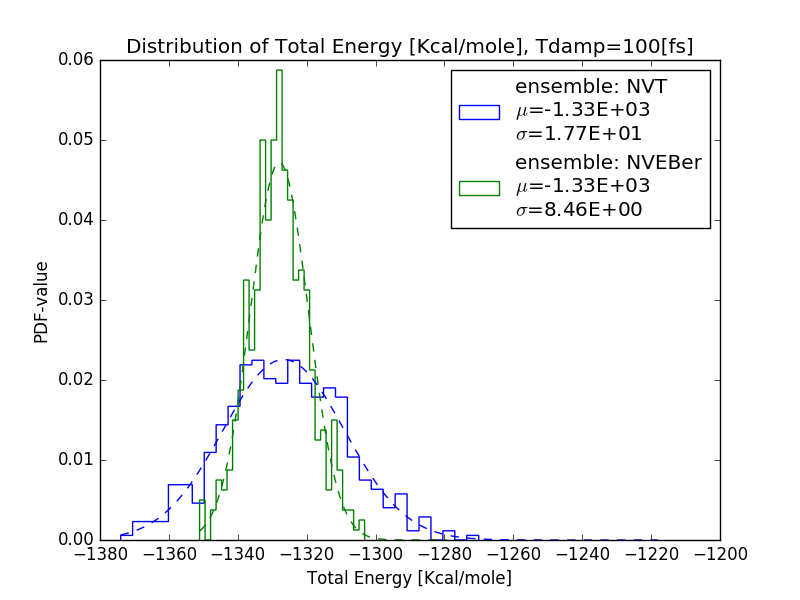 Distribution of Total Energy [Kcal/mole], Tdamp=100[fs]
0.06
0.05
0.04
0.03
0.02
0.01
0.00
PDF-value
ensemble: NVT
μ=-1.33E+03
σ=1.77E+01
ensemble: NVEBer
μ=-1.33E+03
σ=8.46E+00
−1380 −1360 −1340 −1320 −1300 −1280 −1260 −1240 −1220 −1200
Total Energy [Kcal/mole]